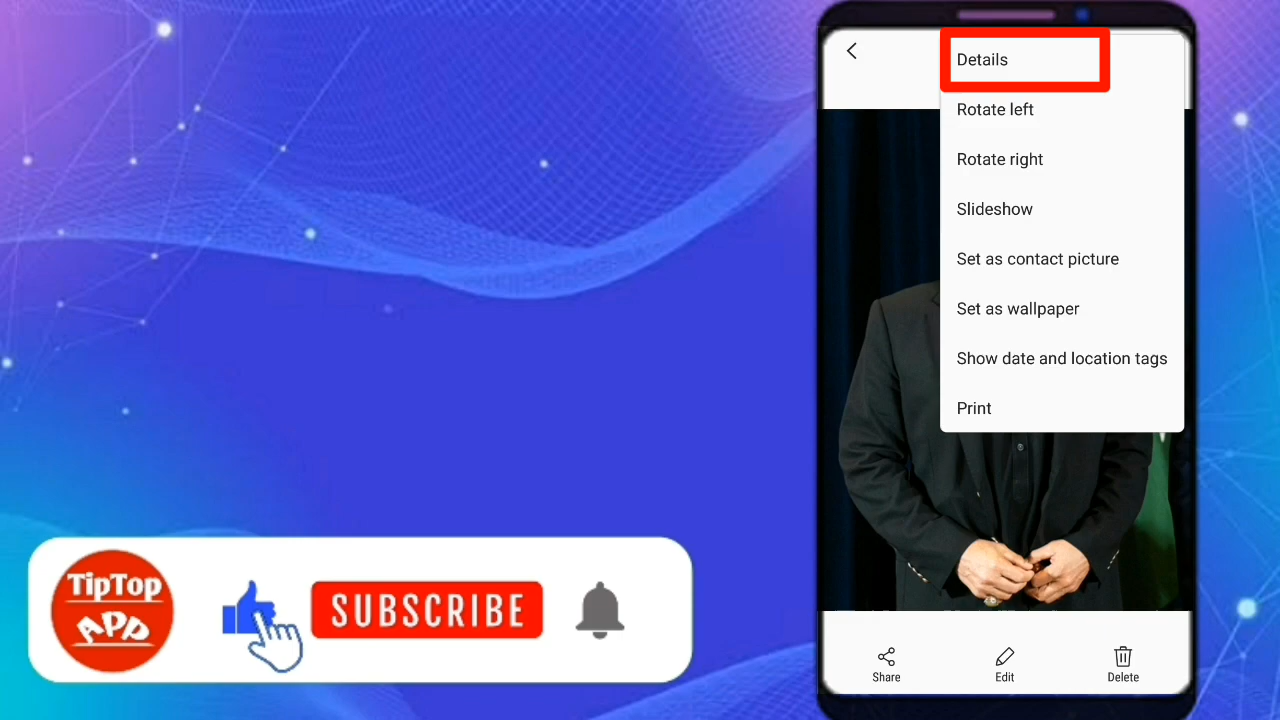 Details
Rotate left
Rotate right
Slideshow
Set as contact picture
Set as wallpaper
Show date and location tags
Print
Share
Edit
Delete
TipTop
APP
SUBSCRIBE